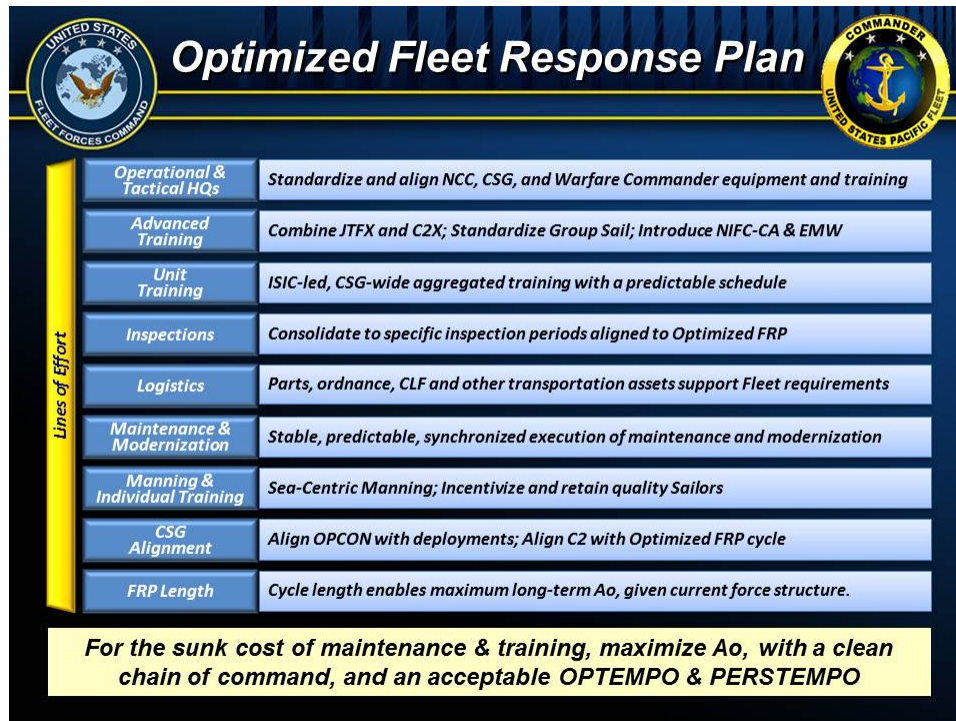 UNITED STATES
FLEET FORCES COMMAND
Optimized Fleet Response Plan
COMMANDER
UNITED STATES PACIFIC FLEET
Lines of Effort
Operational &
Tactical HQs
Standardize and align NCC, CSG, and Warfare Commander equipment and training
Advanced
Training
Combine JTFX and C2X; Standardize Group Sail; Introduce NIFC-CA & EMW
Unit
Training
ISIC-led, CSG-wide aggregated training with a predictable schedule
Inspections
Consolidate to specific inspection periods aligned to Optimized FRP
Logistics
Parts, ordnance, CLF and other transportation assets support Fleet requirements
Maintenance &
Modernization
Stable, predictable, synchronized execution of maintenance and modernization
Manning &
Individual Training
Sea-Centric Manning; Incentivize and retain quality Sailors
CSG
Alignment
Align OPCON with deployments; Align C2 with Optimized FRP cycle
FRP Length
Cycle length enables maximum long-term Ao, given current force structure.
For the sunk cost of maintenance & training, maximize Ao, with a clean
chain of command, and an acceptable OPTEMPO & PERSTEMPO